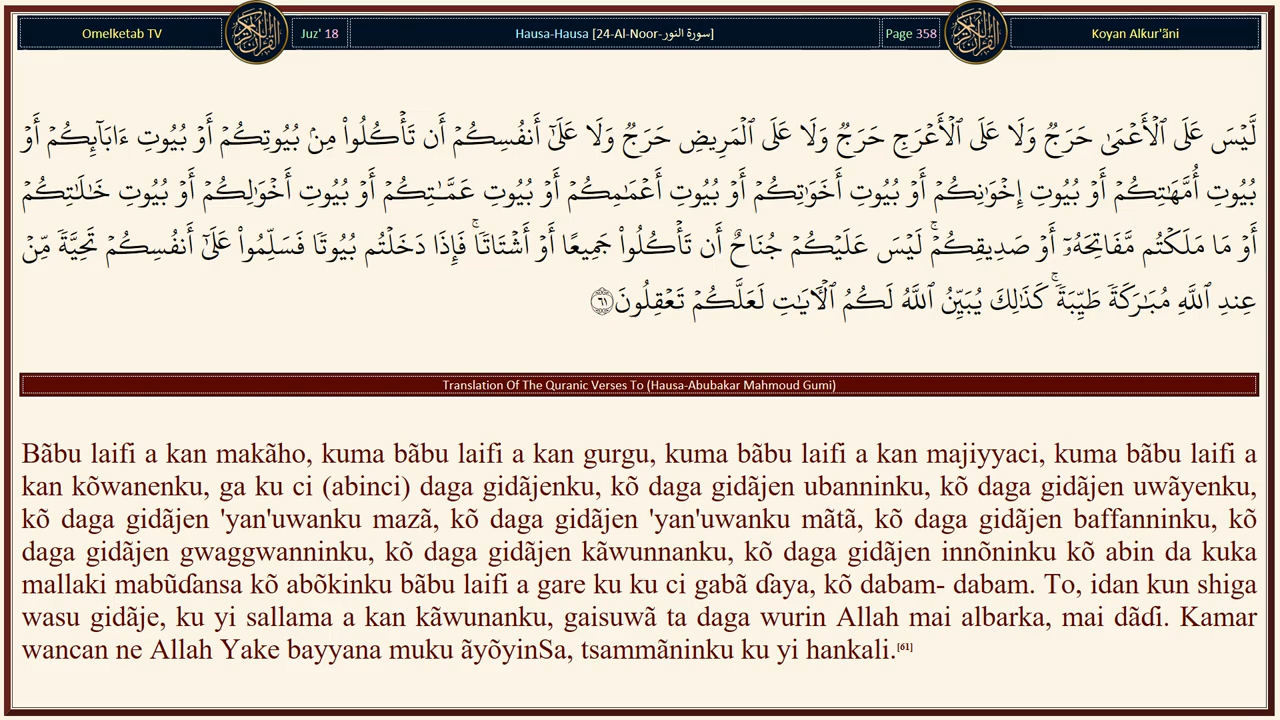 Omelketab TV
Juz' 18
Hausa-Hausa [24-Al-Noor-سورة النور]
Page 358
Koyan Alƙur'ãni
لَّيۡسَ عَلَى ٱلۡأَعۡمَىٰ حَرَجٞ وَلَا عَلَى ٱلۡأَعۡرَجِ حَرَجٞ وَلَا عَلَى ٱلۡمَرِيضِ حَرَجٞ وَلَا عَلَىٰٓ أَنفُسِكُمۡ أَن تَأۡكُلُواْ مِنۢ بُيُوتِكُمۡ أَوۡ بُيُوتِ ءَابَآئِكُمۡ أَوۡ
بُيُوتِ أُمَّهَٰتِكُمۡ أَوۡ بُيُوتِ إِخۡوَٰنِكُمۡ أَوۡ بُيُوتِ أَخَوَٰتِكُمۡ أَوۡ بُيُوتِ أَعۡمَٰمِكُمۡ أَوۡ بُيُوتِ عَمَّٰتِكُمۡ أَوۡ بُيُوتِ أَخۡوَٰلِكُمۡ أَوۡ بُيُوتِ خَٰلَٰتِكُمۡ
أَوۡ مَا مَلَكۡتُم مَّفَاتِحَهُۥٓ أَوۡ صَدِيقِكُمۡۚ لَيۡسَ عَلَيۡكُمۡ جُنَاحٌ أَن تَأۡكُلُواْ جَمِيعًا أَوۡ أَشۡتَاتٗاۚ فَإِذَا دَخَلۡتُم بُيُوتٗا فَسَلِّمُواْ عَلَىٰٓ أَنفُسِكُمۡ تَحِيَّةٗ مِّنۡ
عِندِ ٱللَّهِ مُبَٰرَكَةٗ طَيِّبَةٗۚ كَذَٰلِكَ يُبَيِّنُ ٱللَّهُ لَكُمُ ٱلۡأٓيَٰتِ لَعَلَّكُمۡ تَعۡقِلُونَ ٦١
Translation Of The Quranic Verses To (Hausa-Abubakar Mahmoud Gumi)
Bãbu laifi a kan makãho, kuma bãbu laifi a kan gurgu, kuma bãbu laifi a kan majiyyaci, kuma bãbu laifi a
kan kõwanenku, ga ku ci (abinci) daga gidãjenku, kõ daga gidãjen ubanninku, kõ daga gidãjen uwãyenku,
kõ daga gidãjen 'yan'uwanku mazã, kõ daga gidãjen 'yan'uwanku mãtã, kõ daga gidãjen baffanninku, kõ
daga gidãjen gwaggwanninku, kõ daga gidãjen kãwunnanku, kõ daga gidãjen innõninku kõ abin da kuka
mallaki mabũɗansa kõ abõkinku bãbu laifi a gare ku ku ci gabã ɗaya, kõ dabam- dabam. To, idan kun shiga
wasu gidãje, ku yi sallama a kan kãwunanku, gaisuwã ta daga wurin Allah mai albarka, mai dãɗi. Kamar
wancan ne Allah Yake bayyana muku ãyõyinSa, tsammãninku ku yi hankali.[61]